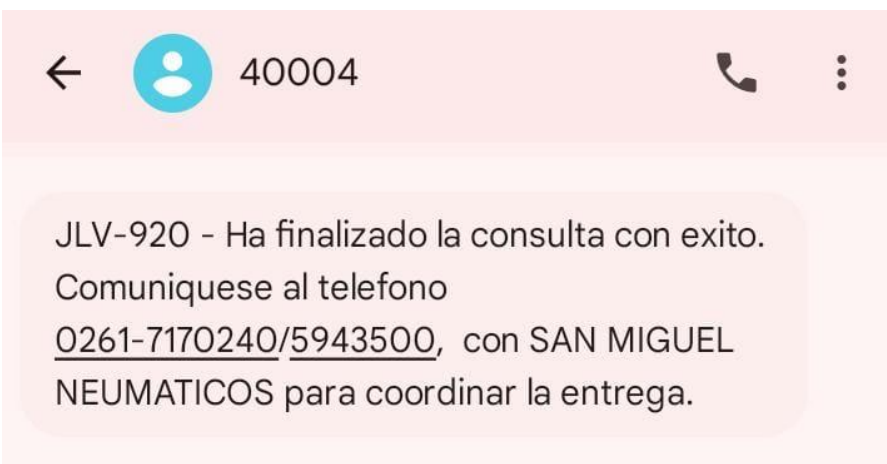 40004
JLV-920 - Ha finalizado la consulta con exito.
Comuniquese al telefono
0261-7170240/5943500, con SAN MIGUEL
NEUMATICOS para coordinar la entrega.